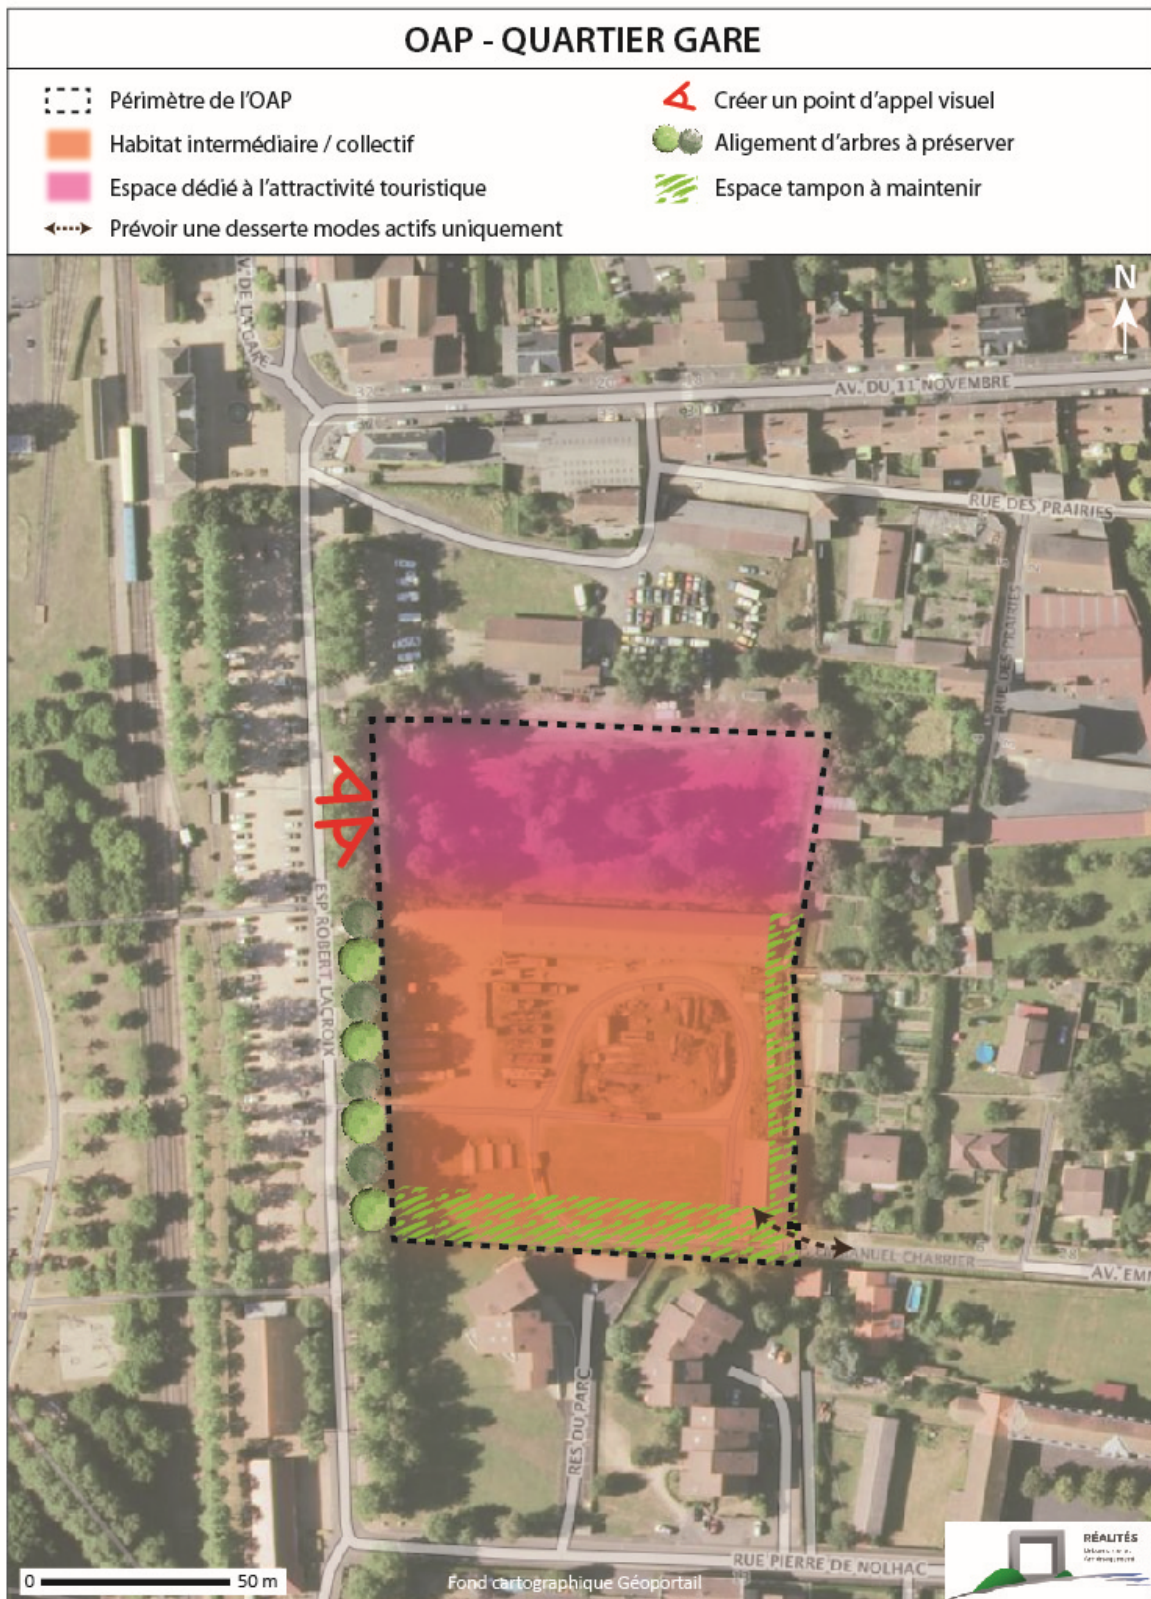 OAP - QUARTIER GARE
Périmètre de l'OAP
Habitat intermédiaire / collectif
Espace dédié à l'attractivité touristique
Prévoir une desserte modes actifs uniquement
Créer un point d'appel visuel
Aligement d'arbres à préserver
Espace tampon à maintenir
N
V. DE LA GARE
AV. DU 11 NOVEMBRE
RUE DES PRAIRIES
RUE DES PRAIRIES
ESP ROBERT LACROIX
ANUEL CHABRIER
AV. EMM
RES DU PARC
RUE PIERRE DE NOLHAC
0 50 m
Fond cartographique Géoportail
RÉALITÉS